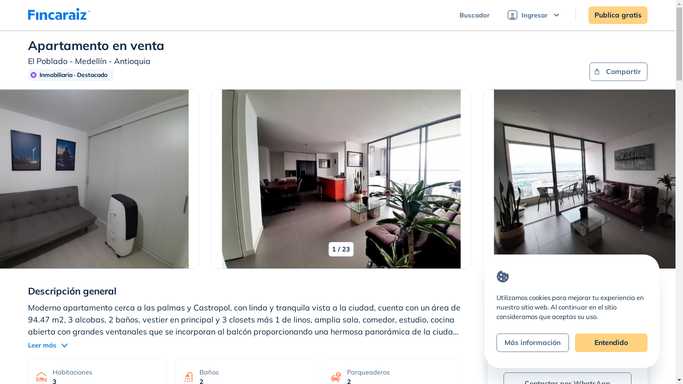 Fincaraiz
Buscador
Ingresar
Publica gratis
Apartamento en venta
El Poblado - Medellín - Antioquia
Inmobiliaria · Destacado
Compartir
1 / 23
Descripción general
Moderno apartamento cerca a las palmas y Castropol, con linda y tranquila vista a la ciudad, cuenta con un área de
94.47 m2, 3 alcobas, 2 baños, vestier en principal y 3 closets más 1 de linos, amplia sala, comedor, estudio, cocina
abierta con grandes ventanales que se incorporan al balcón proporcionando una hermosa panorámica de la ciuda...
Leer más
Habitaciones
3
Baños
2
Parqueaderos
2
Utilizamos cookies para mejorar tu experiencia en
nuestro sitio web. Al continuar en el sitio
consideramos que aceptas su uso.
Más información
Entendido
Contactar por WhatsApp